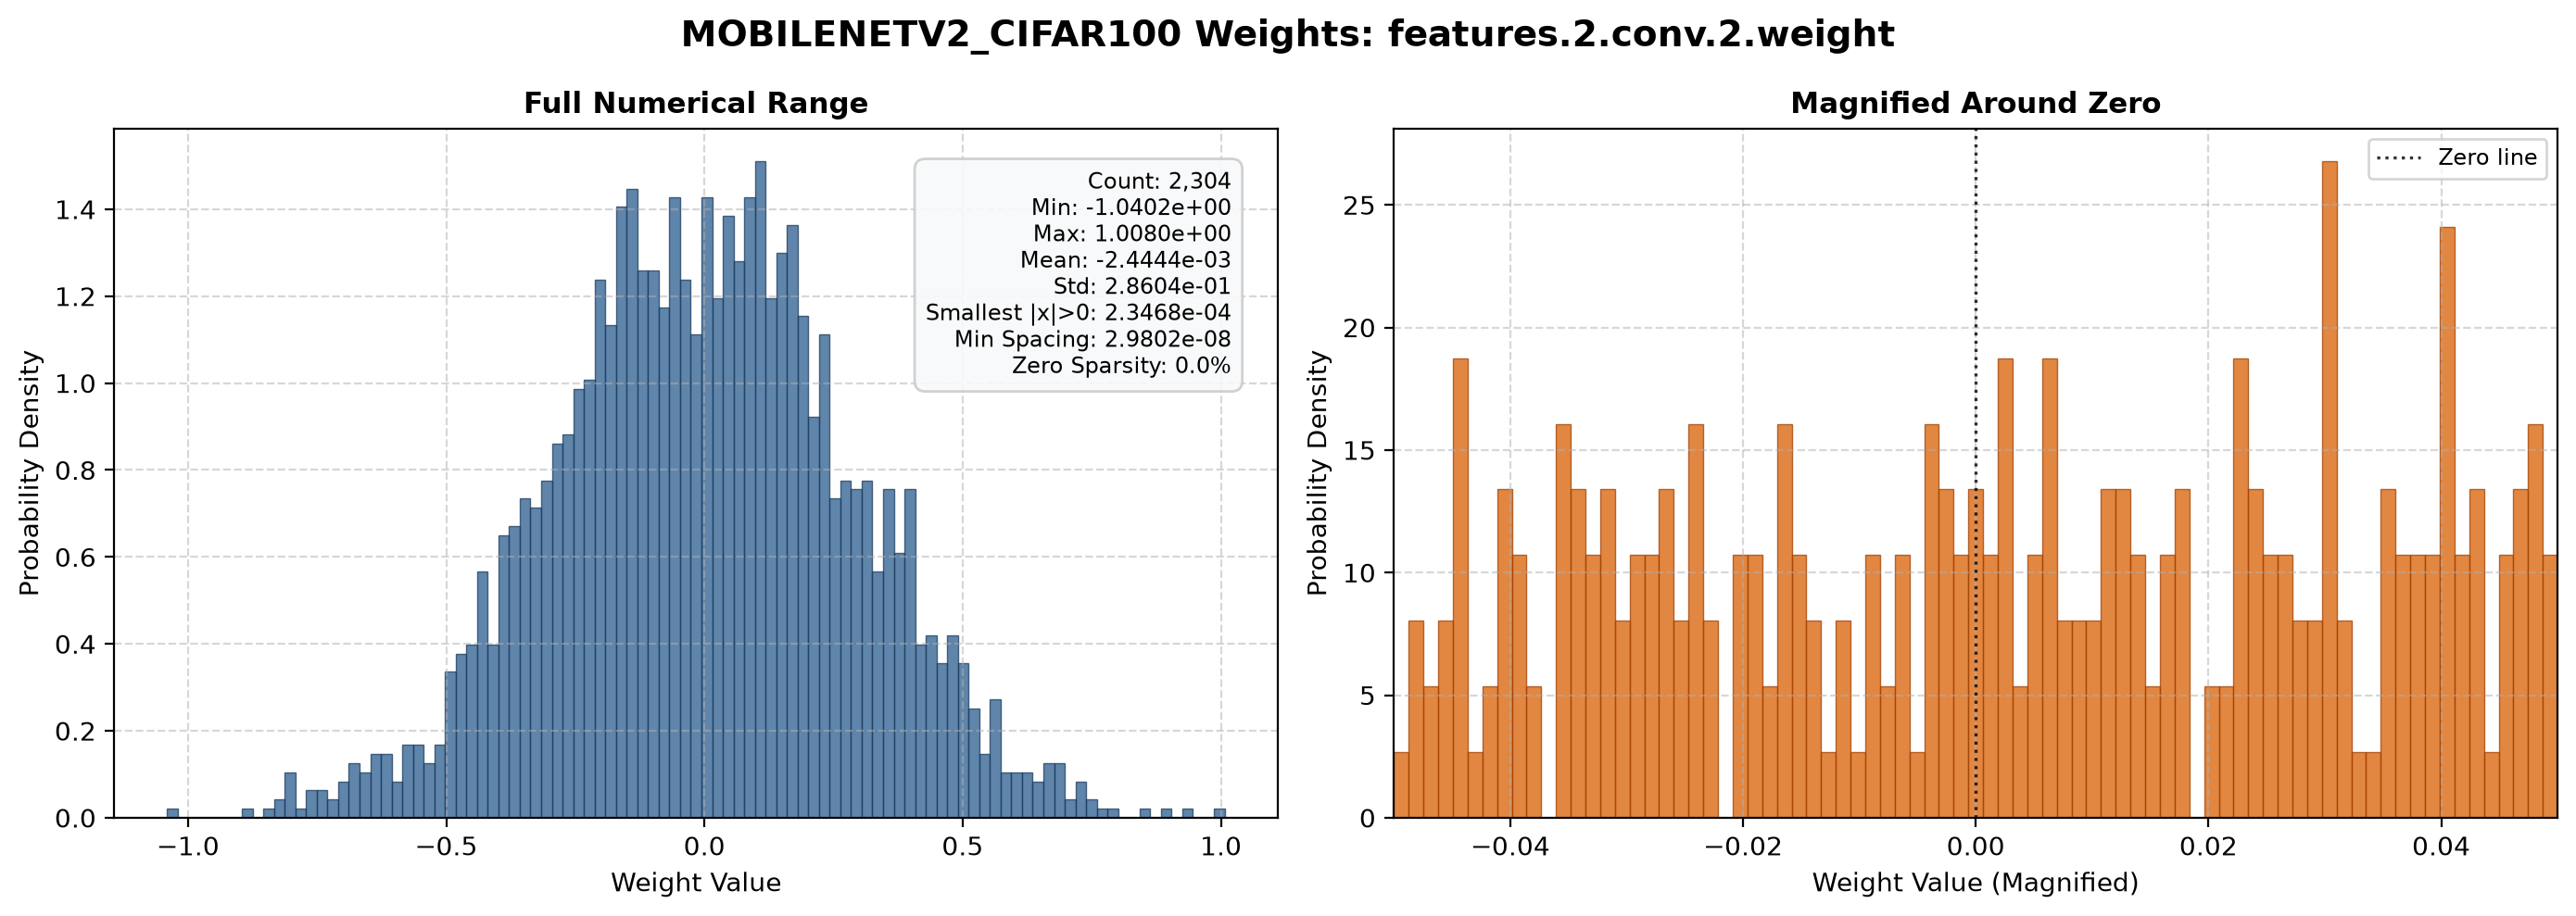 MOBILENETV2_CIFAR100 Weights: features.2.conv.2.weight
Full Numerical Range
Probability Density
1.4
1.2
1.0
0.8
0.6
0.4
0.2
0.0
Count: 2,304
Min: -1.0402e+00
Max: 1.0080e+00
Mean: -2.4444e-03
Std: 2.8604e-01
Smallest |x|>0: 2.3468e-04
Min Spacing: 2.9802e-08
Zero Sparsity: 0.0%
−1.0 −0.5 0.0 0.5 1.0
Weight Value
Magnified Around Zero
Probability Density
25
20
15
10
5
0
Zero line
−0.04 −0.02 0.00 0.02 0.04
Weight Value (Magnified)